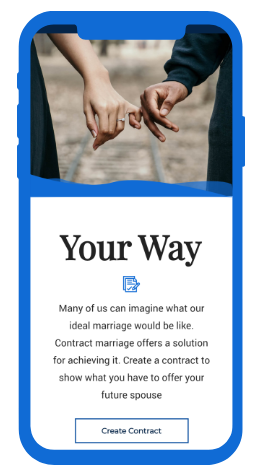 Your Way
Many of us can imagine what our
ideal marriage would be like.
Contract marriage offers a solution
for achieving it. Create a contract to
show what you have to offer your
future spouse
Create Contract